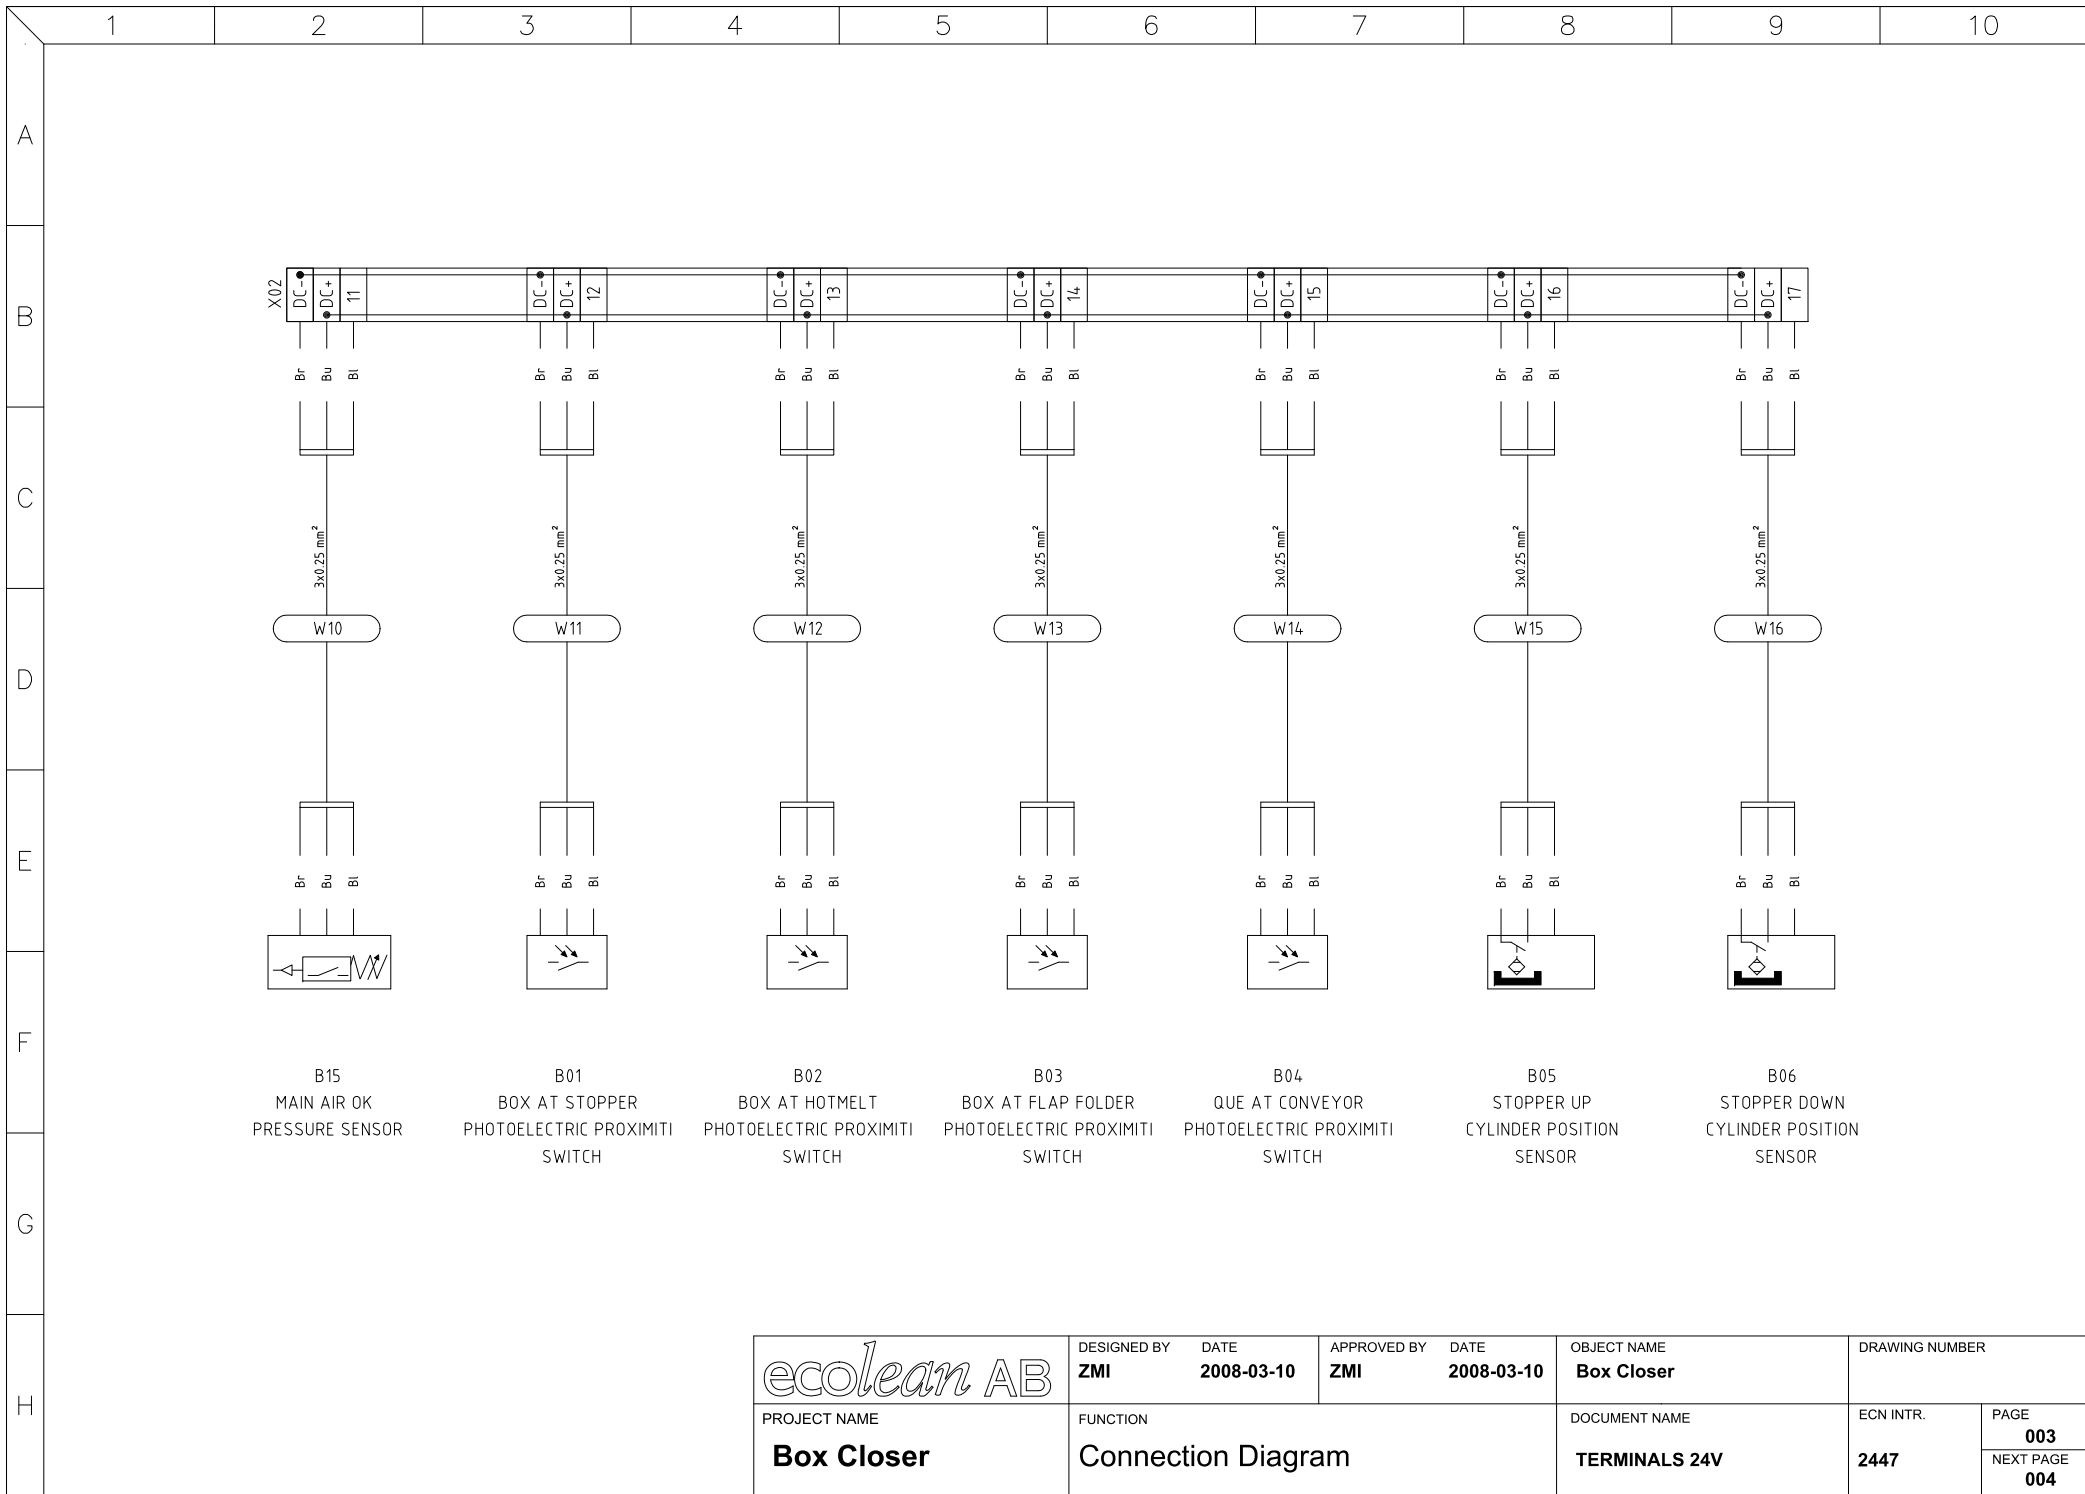 1 2 3 4 5 6 7 8 9 10
A
B
C
D
E
F
G
H
X02
DC- DC+ 11 DC- DC+ 12 DC- DC+ 13 DC- DC+ 14 DC- DC+ 15 DC- DC+ 16 DC- DC+ 17
Br Bu Bl Br Bu Bl Br Bu Bl Br Bu Bl Br Bu Bl Br Bu Bl Br Bu Bl
3x0.25 mm² 3x0.25 mm² 3x0.25 mm² 3x0.25 mm² 3x0.25 mm² 3x0.25 mm² 3x0.25 mm²
W10 W11 W12 W13 W14 W15 W16
Br Bu Bl Br Bu Bl Br Bu Bl Br Bu Bl Br Bu Bl Br Bu Bl Br Bu Bl
B15
MAIN AIR OK
PRESSURE SENSOR
B01
BOX AT STOPPER
PHOTOELECTRIC PROXIMITI
SWITCH
B02
BOX AT HOTMELT
PHOTOELECTRIC PROXIMITI
SWITCH
B03
BOX AT FLAP FOLDER
PHOTOELECTRIC PROXIMITI
SWITCH
B04
QUE AT CONVEYOR
PHOTOELECTRIC PROXIMITI
SWITCH
B05
STOPPER UP
CYLINDER POSITION
SENSOR
B06
STOPPER DOWN
CYLINDER POSITION
SENSOR
ecolean AB
DESIGNED BY DATE
ZMI 2008-03-10
APPROVED BY DATE
ZMI 2008-03-10
OBJECT NAME
Box Closer
DRAWING NUMBER
PROJECT NAME
Box Closer
FUNCTION
Connection Diagram
DOCUMENT NAME
TERMINALS 24V
ECN INTR.
2447
PAGE
003
NEXT PAGE
004